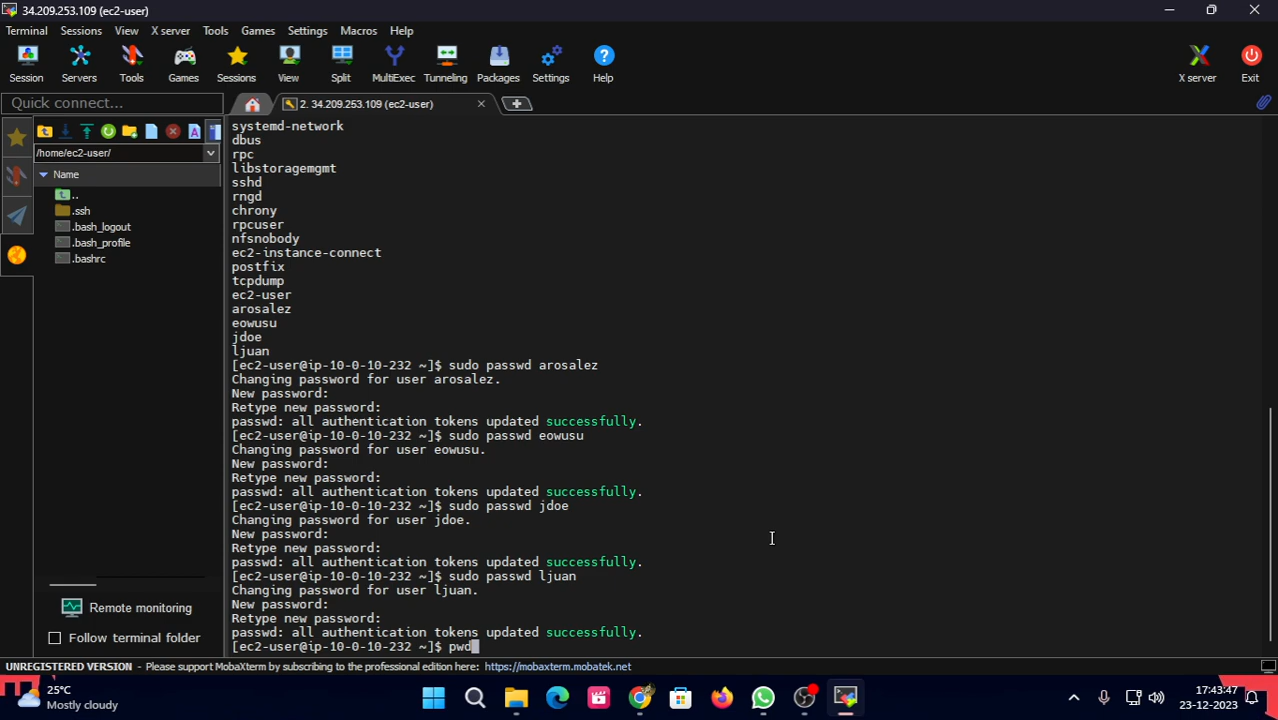 34.209.253.109 (ec2-user)
Terminal Sessions View X server Tools Games Settings Macros Help
Session Servers Tools Games Sessions View Split MultiExec Tunneling Packages Settings Help X server Exit
Quick connect...
2. 34.209.253.109 (ec2-user)
/home/ec2-user/
Name
..
.ssh
.bash_logout
.bash_profile
.bashrc
Remote monitoring
Follow terminal folder
systemd-network
dbus
rpc
libstoragemgmt
sshd
rngd
chrony
rpcuser
nfsnobody
ec2-instance-connect
postfix
tcpdump
ec2-user
arosalez
eowusu
jdoe
ljuan
[ec2-user@ip-10-0-10-232 ~]$ sudo passwd arosalez
Changing password for user arosalez.
New password:
Retype new password:
passwd: all authentication tokens updated successfully.
[ec2-user@ip-10-0-10-232 ~]$ sudo passwd eowusu
Changing password for user eowusu.
New password:
Retype new password:
passwd: all authentication tokens updated successfully.
[ec2-user@ip-10-0-10-232 ~]$ sudo passwd jdoe
Changing password for user jdoe.
New password:
Retype new password:
passwd: all authentication tokens updated successfully.
[ec2-user@ip-10-0-10-232 ~]$ sudo passwd ljuan
Changing password for user ljuan.
New password:
Retype new password:
passwd: all authentication tokens updated successfully.
[ec2-user@ip-10-0-10-232 ~]$ pwd
UNREGISTERED VERSION - Please support MobaXterm by subscribing to the professional edition here: https://mobaxterm.mobatek.net
25°C
Mostly cloudy
17:43:47
23-12-2023